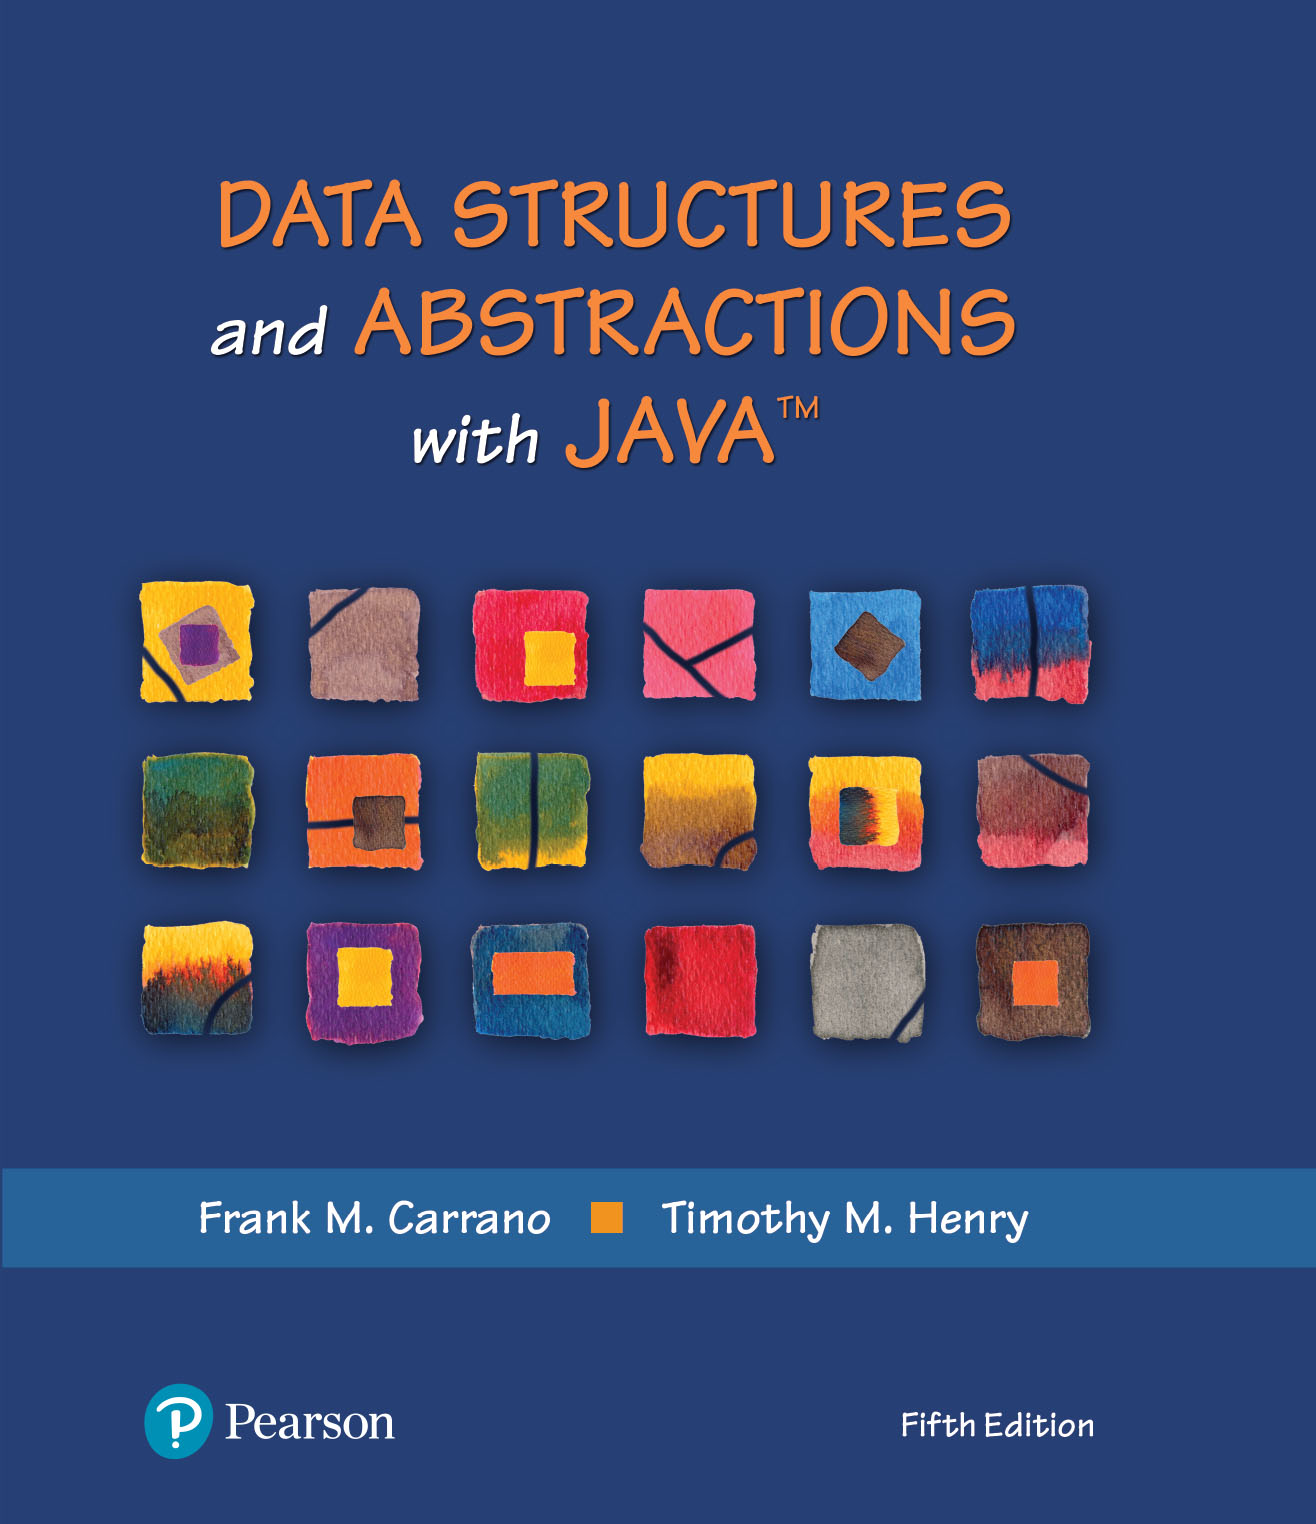 DATA STRUCTURES
and ABSTRACTIONS
with JAVA™
Frank M. Carrano Timothy M. Henry
Pearson
Fifth Edition